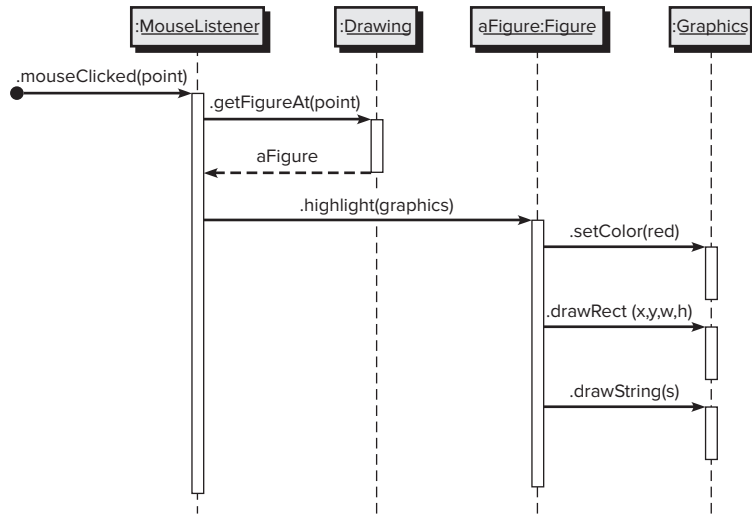 :MouseListener
:Drawing
aFigure:Figure
:Graphics
.mouseClicked(point)
.getFigureAt(point)
aFigure
.highlight(graphics)
.setColor(red)
.drawRect (x,y,w,h)
.drawString(s)